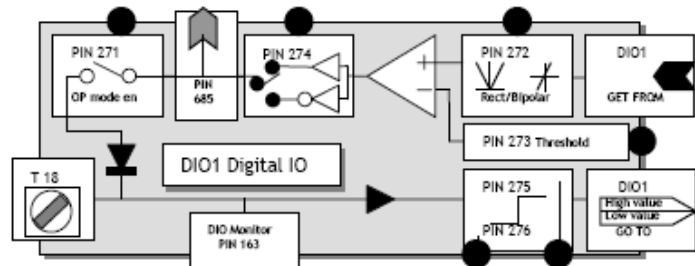 PIN 271
OP mode en
PIN
685
PIN 274
PIN 272
Rect/Bipolar
DIO1
GET FROM
PIN 273 Threshold
T 18
DIO1 Digital IO
DIO Monitor
PIN 163
PIN 275
PIN 276
DIO1
High value
Low value
GO TO